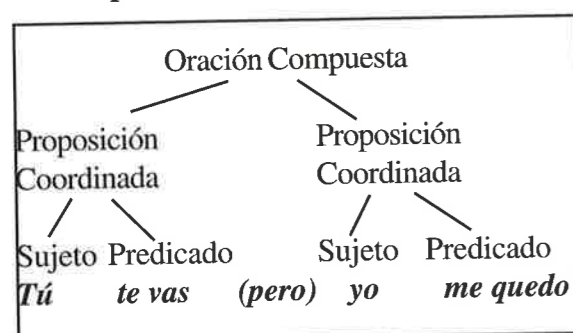 Oración Compuesta
Proposición Proposición
Coordinada Coordinada
Sujeto Predicado Sujeto Predicado
Tú te vas (pero) yo me quedo